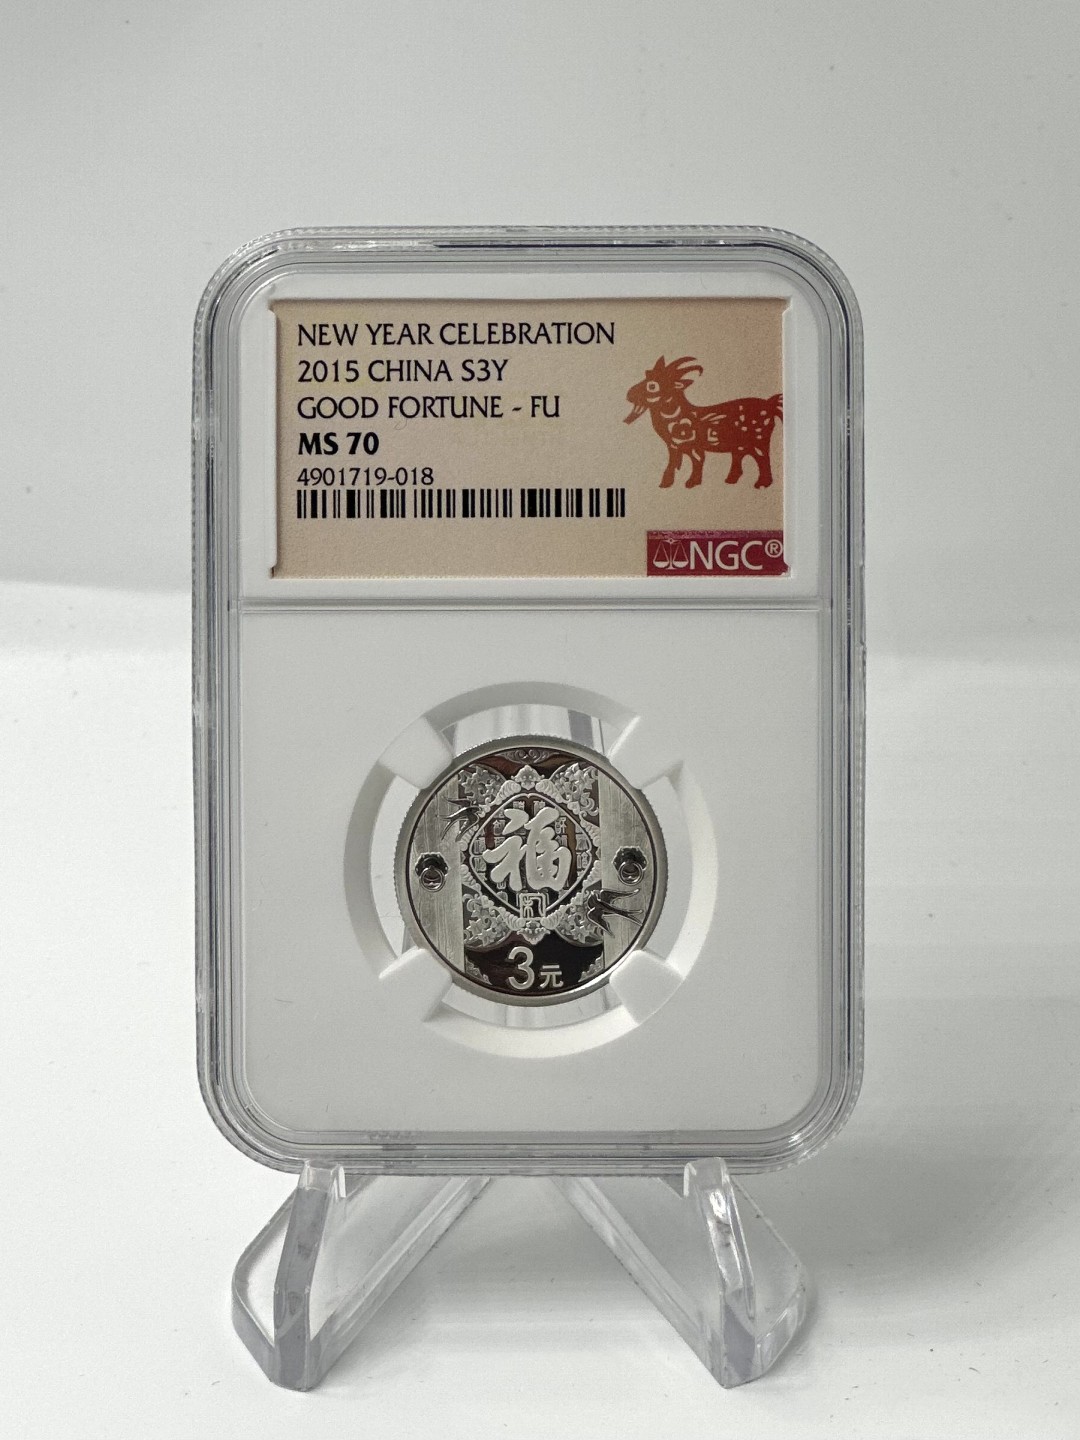 NEW YEAR CELEBRATION
2015 CHINA S3Y
GOOD FORTUNE - FU
MS 70
4901719-018
NGC®
福
3元